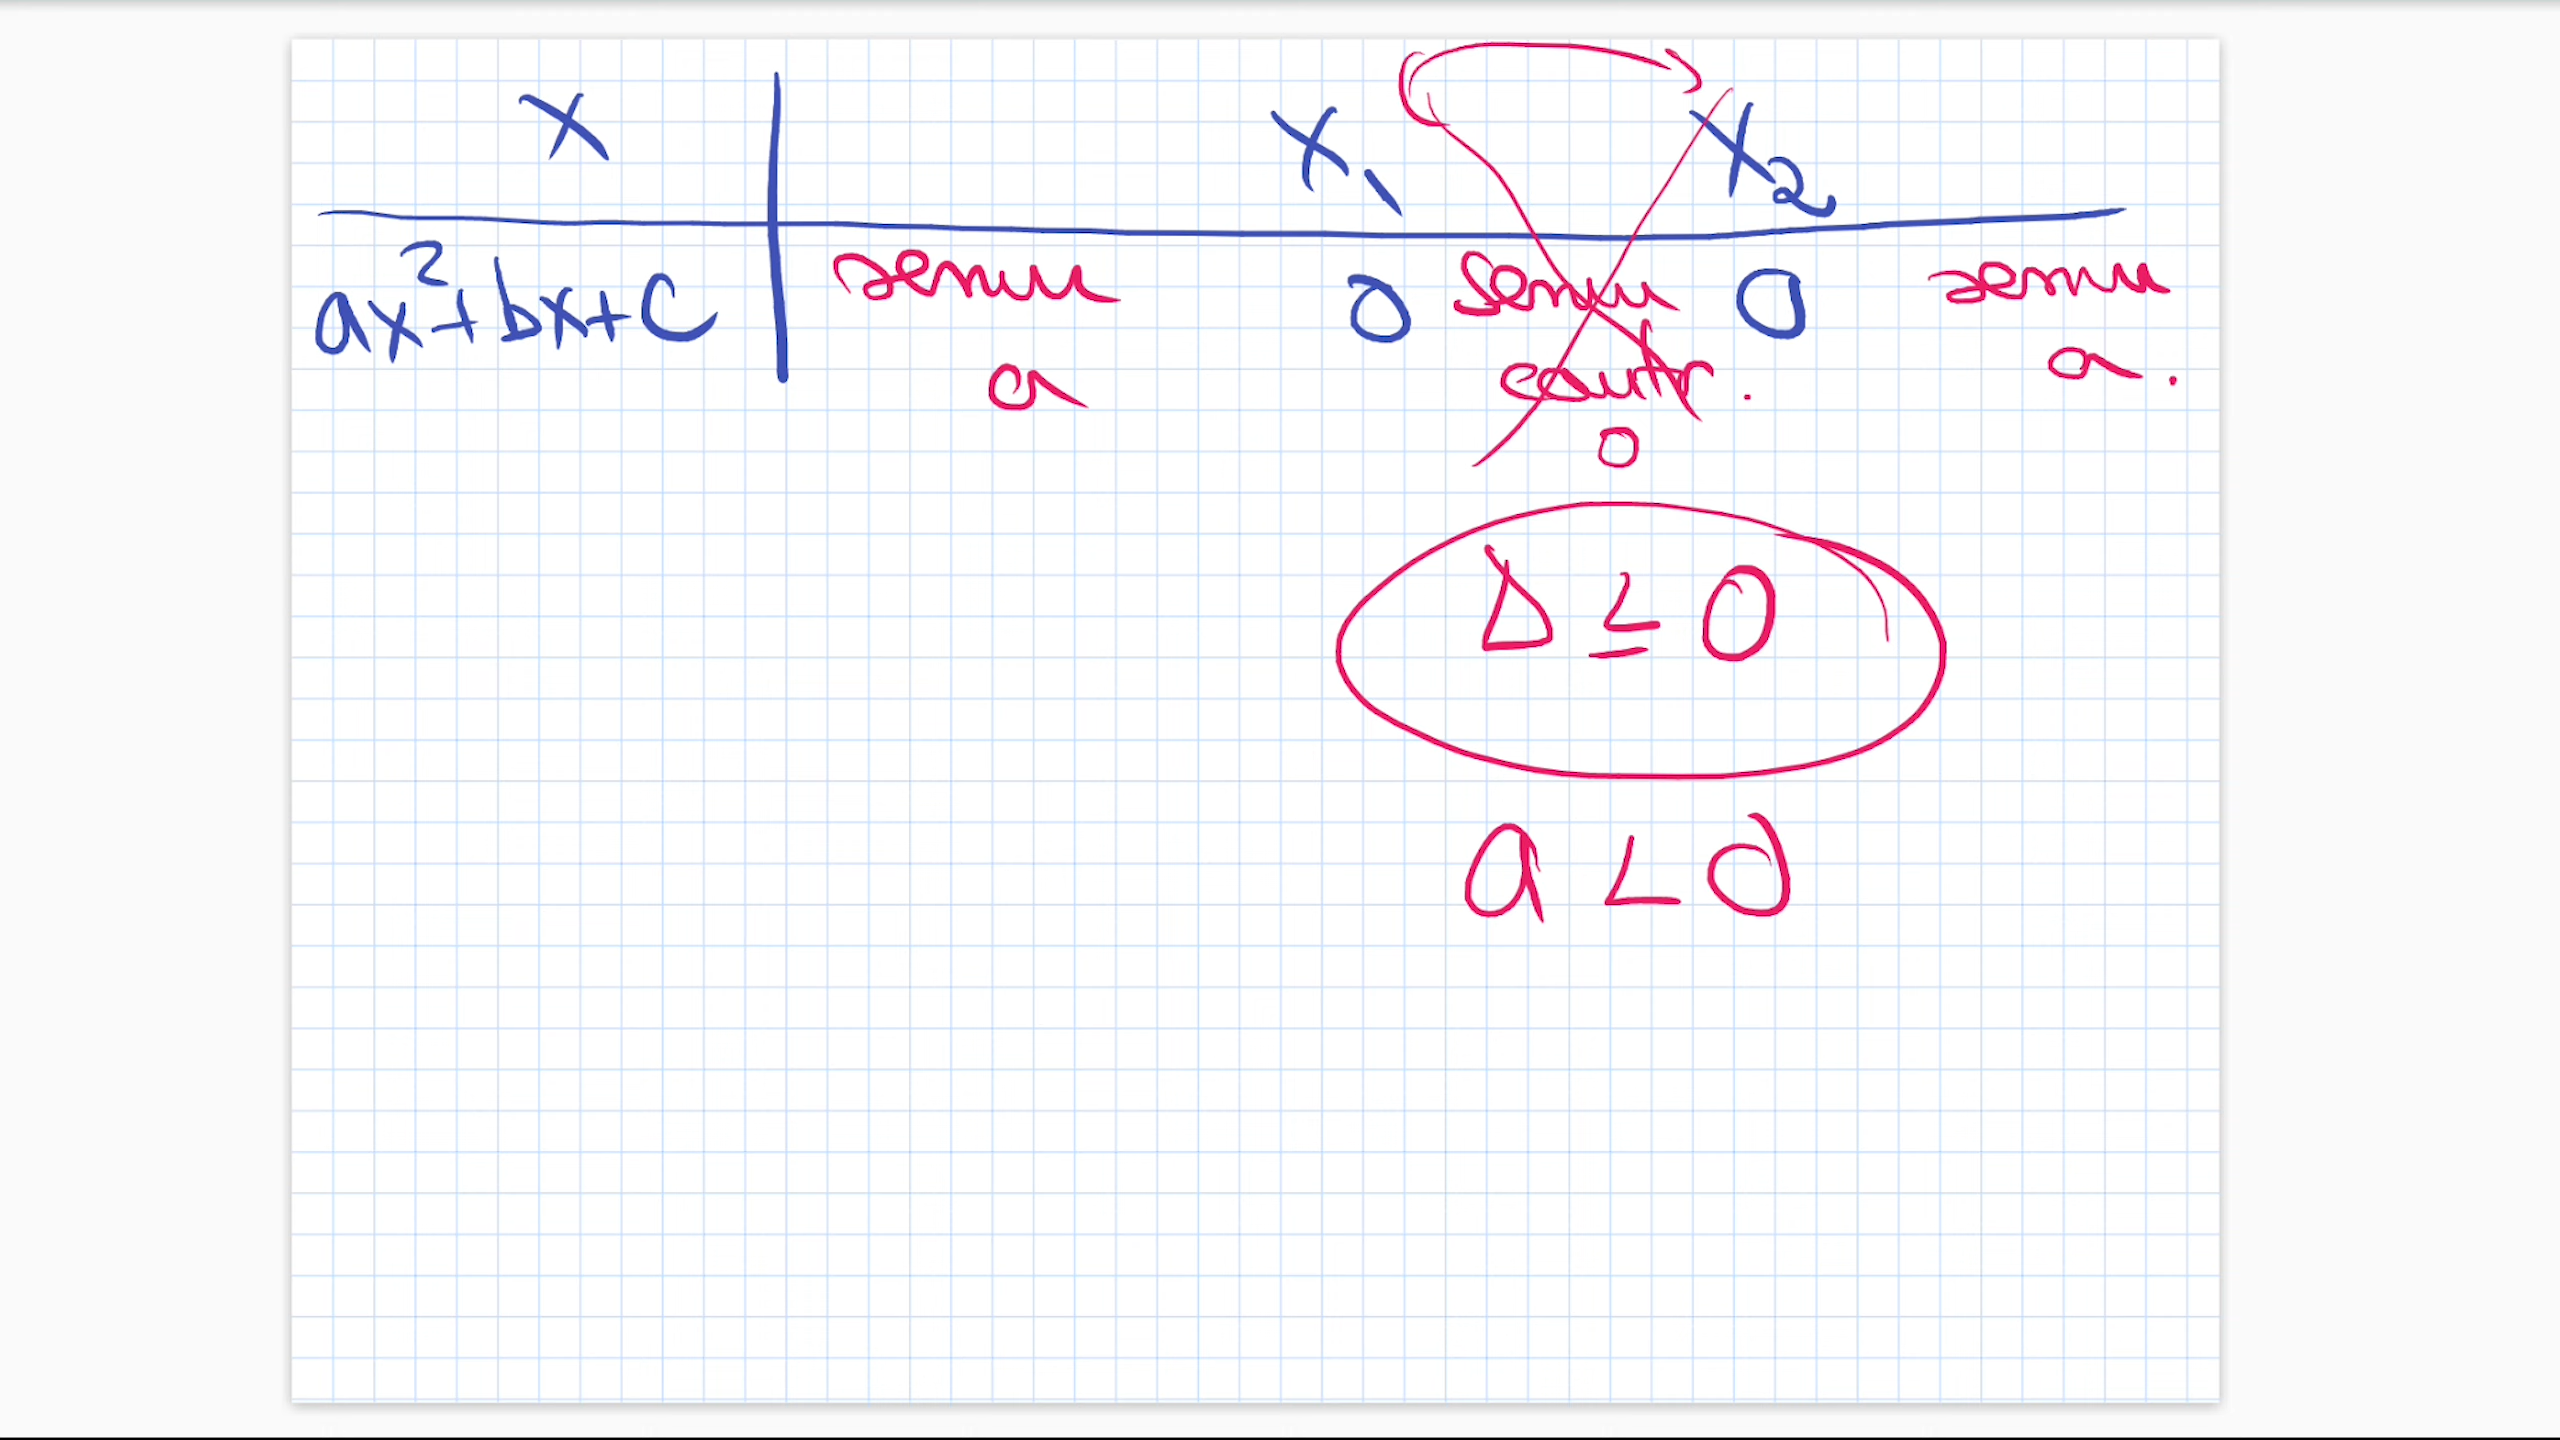 x x₁ x₂
ax²+bx+c semn a 0 semn contr. 0 semn a.
0
Δ ≤ 0
a < 0